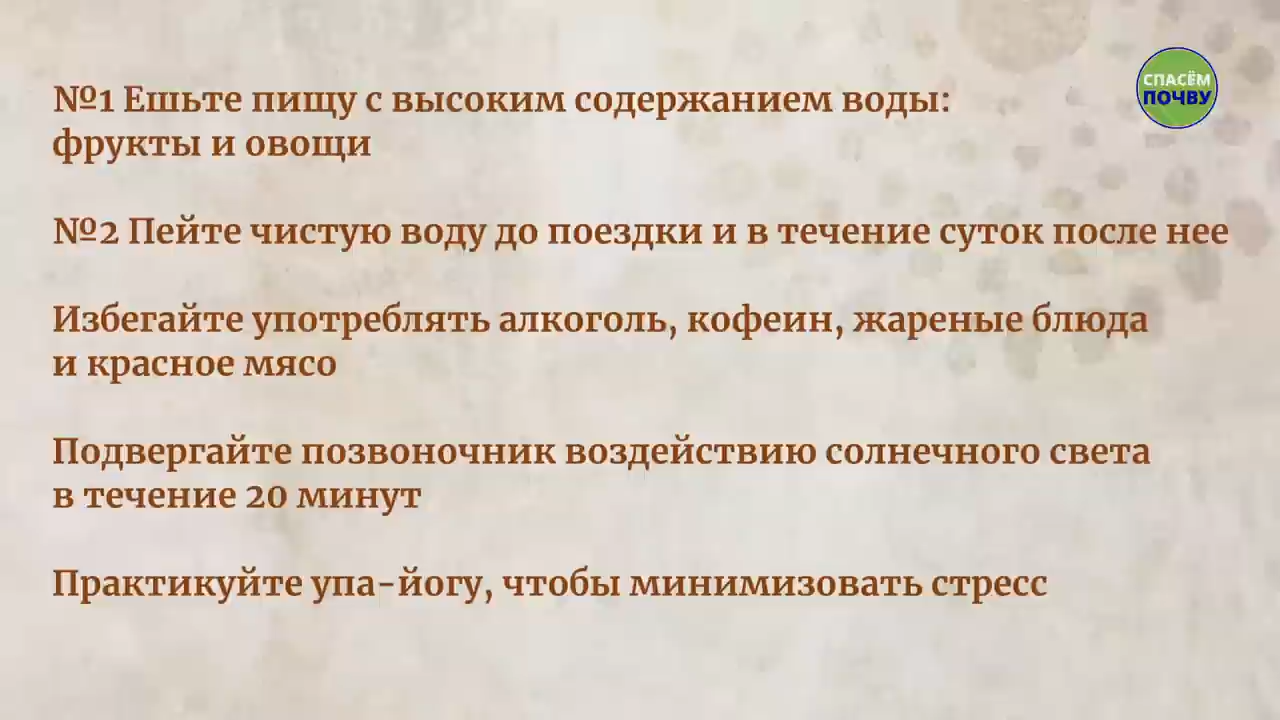 СПАСЁМ
ПОЧВУ
№1 Ешьте пищу с высоким содержанием воды:
фрукты и овощи
№2 Пейте чистую воду до поездки и в течение суток после нее
Избегайте употреблять алкоголь, кофеин, жареные блюда
и красное мясо
Подвергайте позвоночник воздействию солнечного света
в течение 20 минут
Практикуйте упа-йогу, чтобы минимизовать стресс